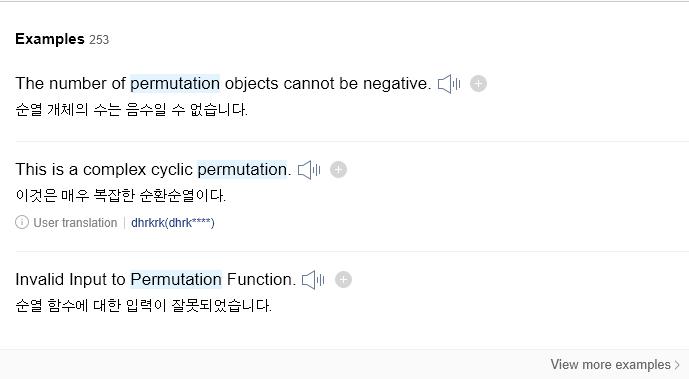 Examples 253
The number of permutation objects cannot be negative.
순열 개체의 수는 음수일 수 없습니다.
This is a complex cyclic permutation.
이것은 매우 복잡한 순환순열이다.
User translation | dhrkrk(dhrk****)
Invalid Input to Permutation Function.
순열 함수에 대한 입력이 잘못되었습니다.
View more examples >